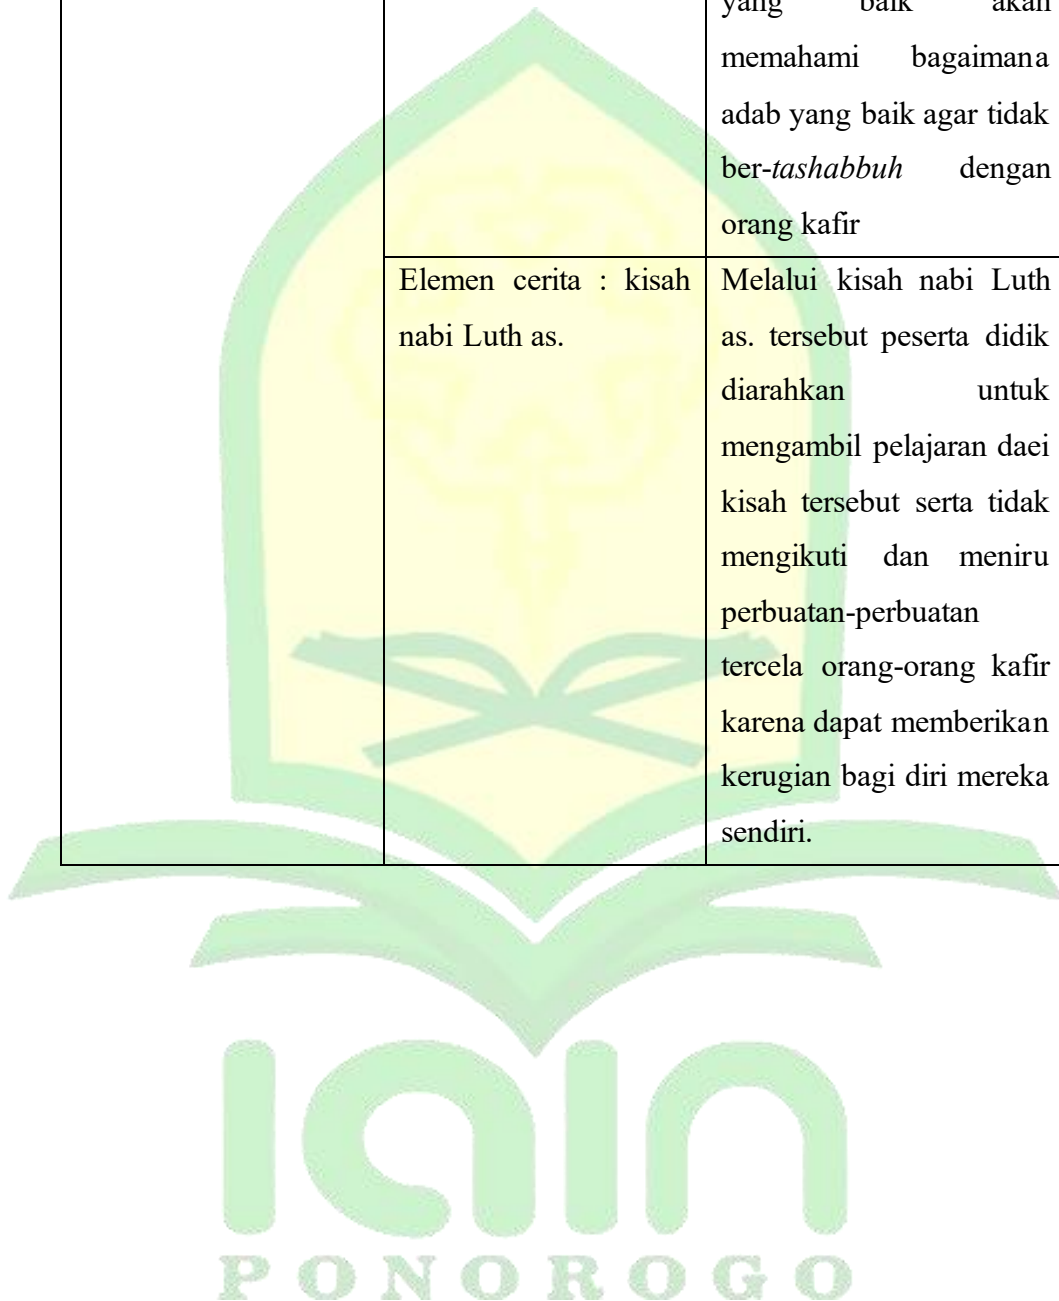 yang baik akan
memahami bagaimana
adab yang baik agar tidak
ber-tashabbuh dengan
orang kafir
Elemen cerita : kisah
nabi Luth as.
Melalui kisah nabi Luth
as. tersebut peserta didik
diarahkan untuk
mengambil pelajaran daei
kisah tersebut serta tidak
mengikuti dan meniru
perbuatan-perbuatan
tercela orang-orang kafir
karena dapat memberikan
kerugian bagi diri mereka
sendiri.
iain
PONOROGO